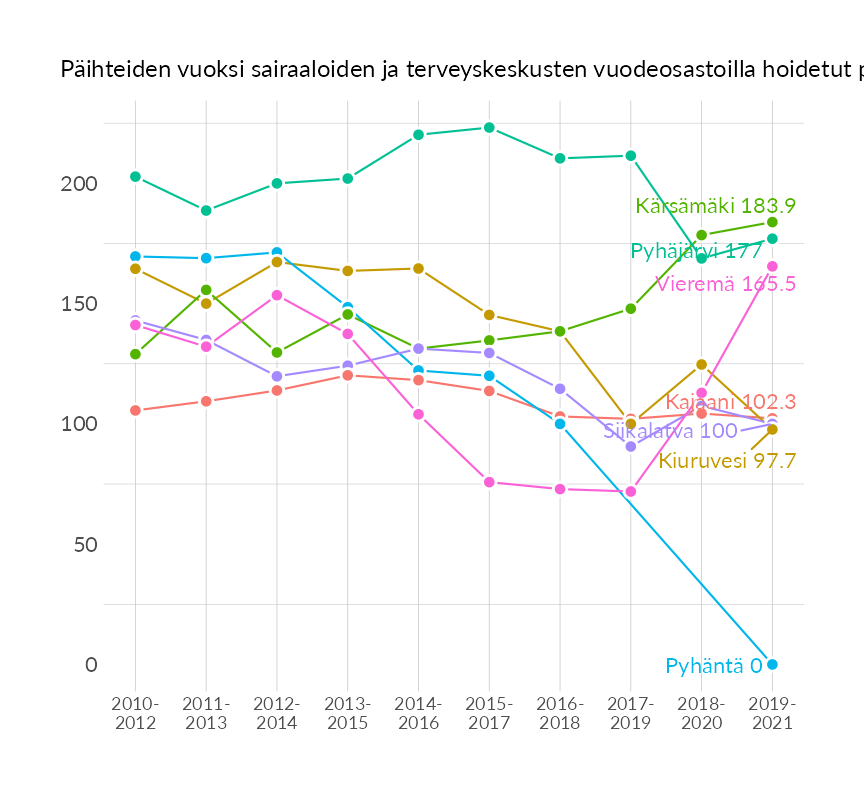 Päihteiden vuoksi sairaaloiden ja terveyskeskusten vuodeosastoilla hoidetut
200
150
100
50
0
Kärsämäki 183.9
Pyhäjärvi 177
Vieremä 165.5
Kajaani 102.3
Siikalatva 100
Kiuruvesi 97.7
Pyhäntä 0
2010- 2011- 2012- 2013- 2014- 2015- 2016- 2017- 2018- 2019-
2012 2013 2014 2015 2016 2017 2018 2019 2020 2021